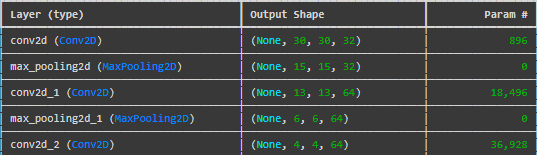 Layer (type) Output Shape Param #
conv2d (Conv2D) (None, 30, 30, 32) 896
max_pooling2d (MaxPooling2D) (None, 15, 15, 32) 0
conv2d_1 (Conv2D) (None, 13, 13, 64) 18,496
max_pooling2d_1 (MaxPooling2D) (None, 6, 6, 64) 0
conv2d_2 (Conv2D) (None, 4, 4, 64) 36,928